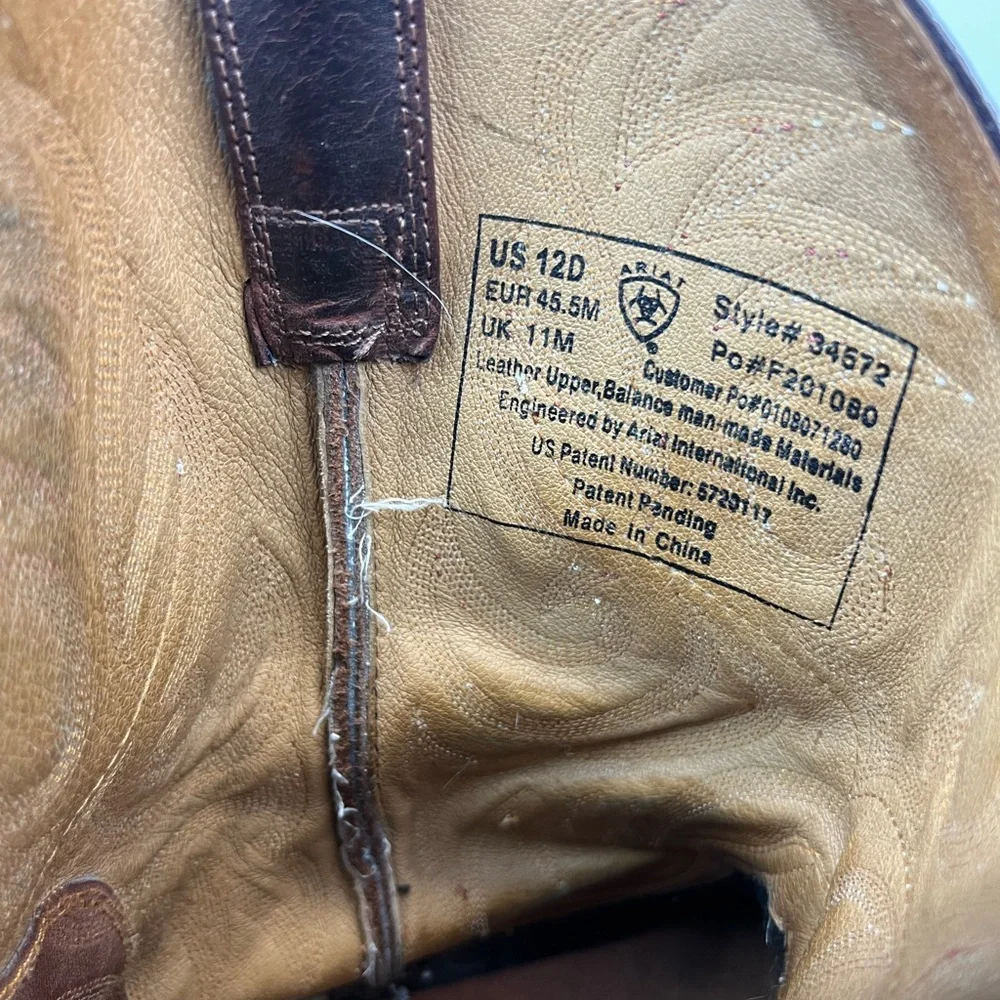 US 12D
EUR 45.5M
UK 11M
ARIAT
®
Style# 34572
Po#F201080
Customer Po#0108071280
Leather Upper,Balance man-made Materials
Engineered by Ariat International Inc.
US Patent Number: 5720117
Patent Pending
Made In China